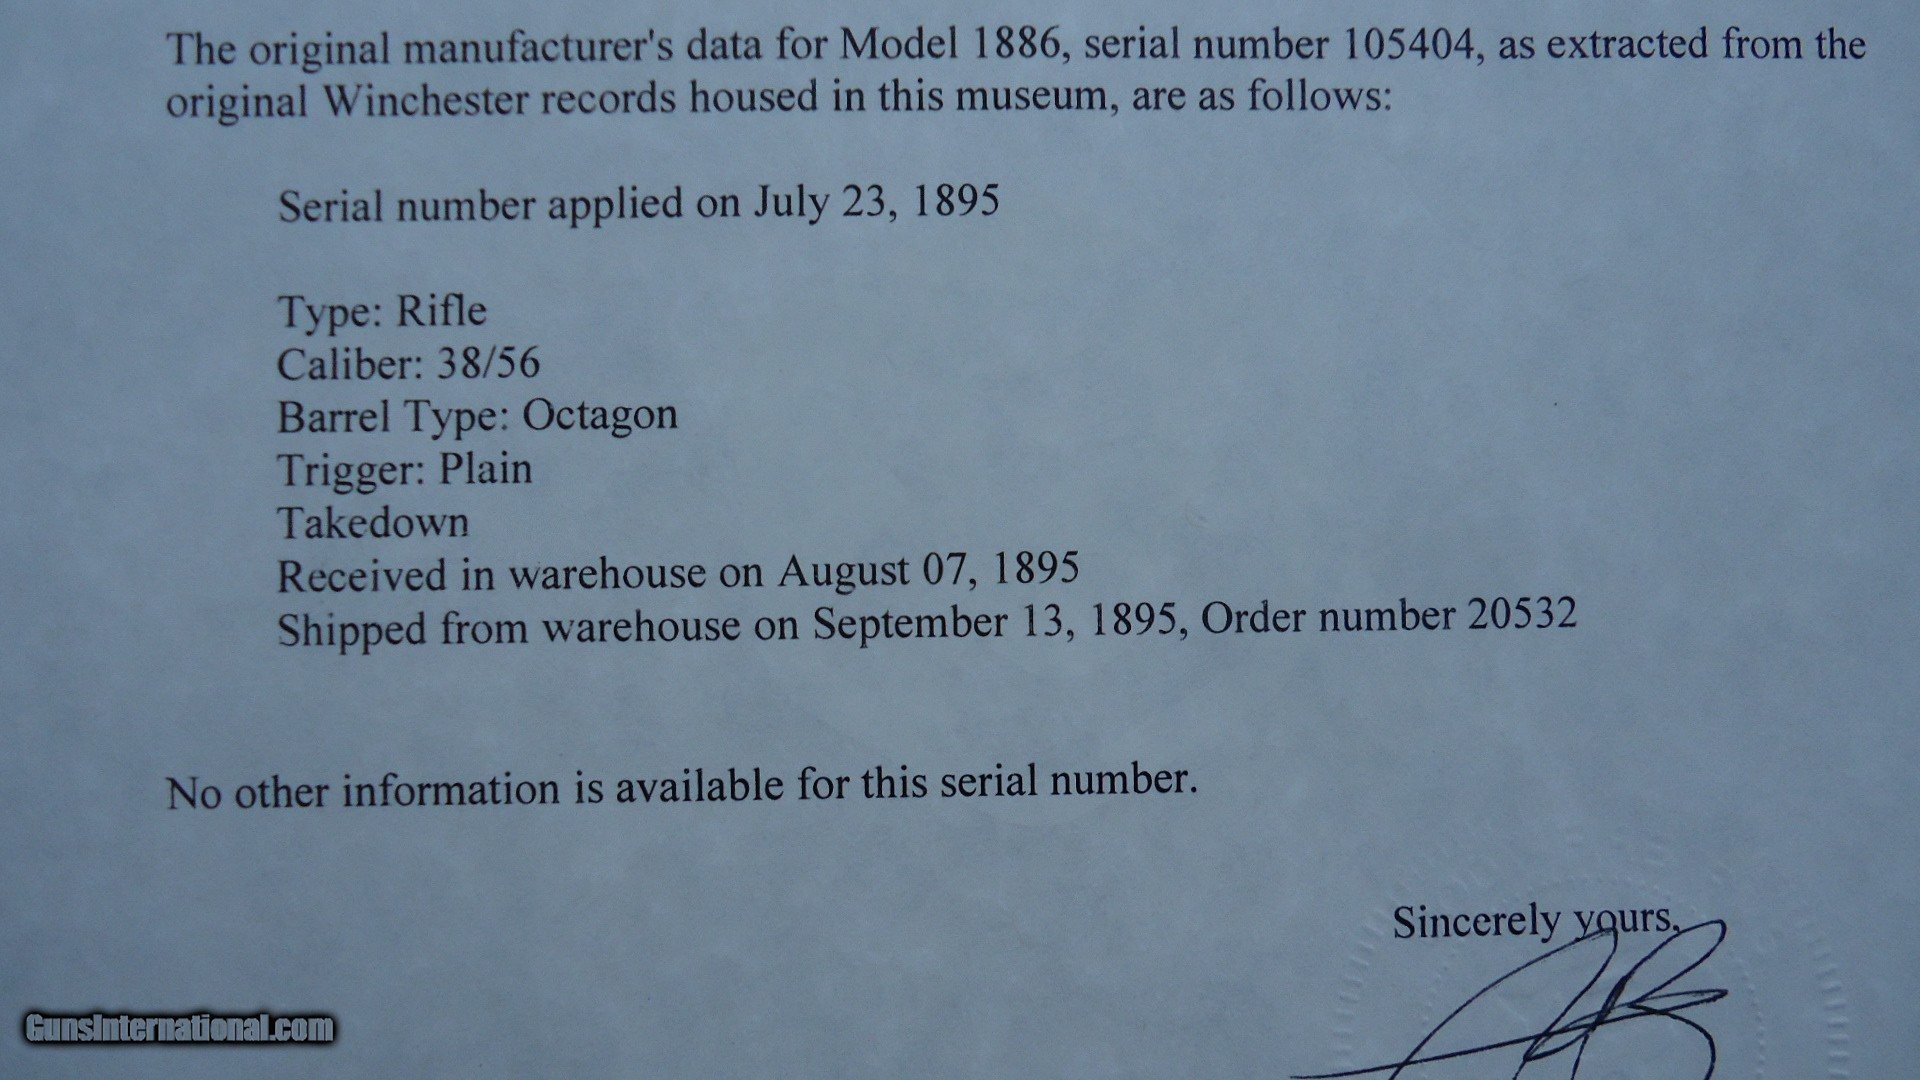 The original manufacturer's data for Model 1886, serial number 105404, as extracted from the
original Winchester records housed in this museum, are as follows:
Serial number applied on July 23, 1895
Type: Rifle
Caliber: 38/56
Barrel Type: Octagon
Trigger: Plain
Takedown
Received in warehouse on August 07, 1895
Shipped from warehouse on September 13, 1895, Order number 20532
No other information is available for this serial number.
Sincerely yours,
GunsInternational.com